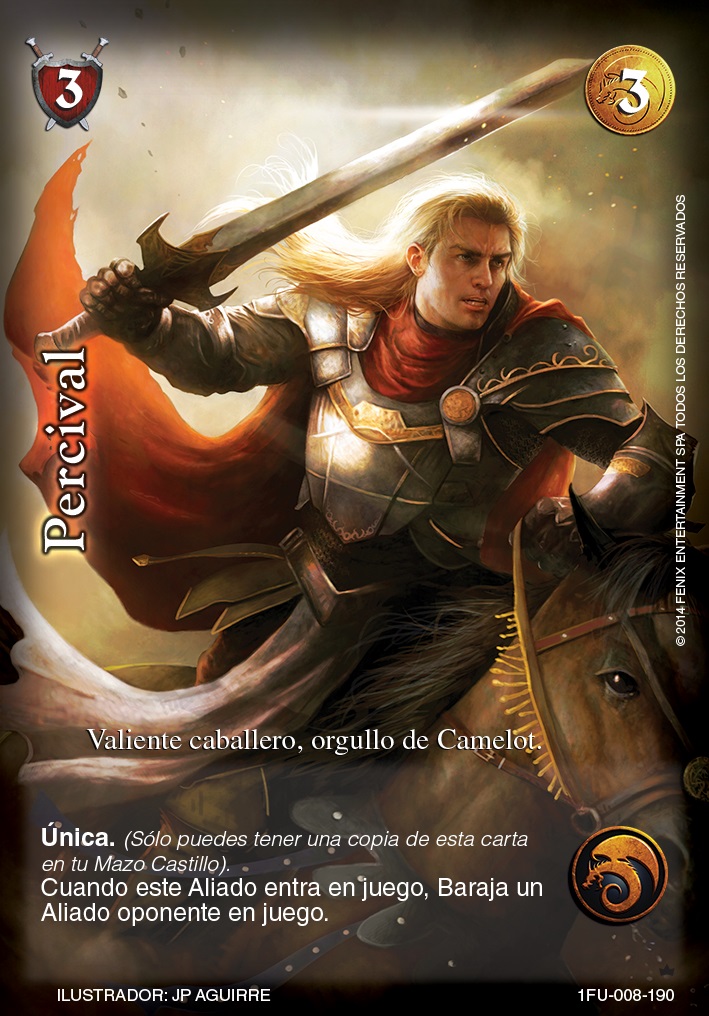 3
3
Percival
© 2014 FENIX ENTERTAINMENT SPA TODOS LOS DERECHOS RESERVADOS
Valiente caballero, orgullo de Camelot.
Única. (Sólo puedes tener una copia de esta carta
en tu Mazo Castillo).
Cuando este Aliado entra en juego, Baraja un
Aliado oponente en juego.
ILUSTRADOR: JP AGUIRRE
1FU-008-190